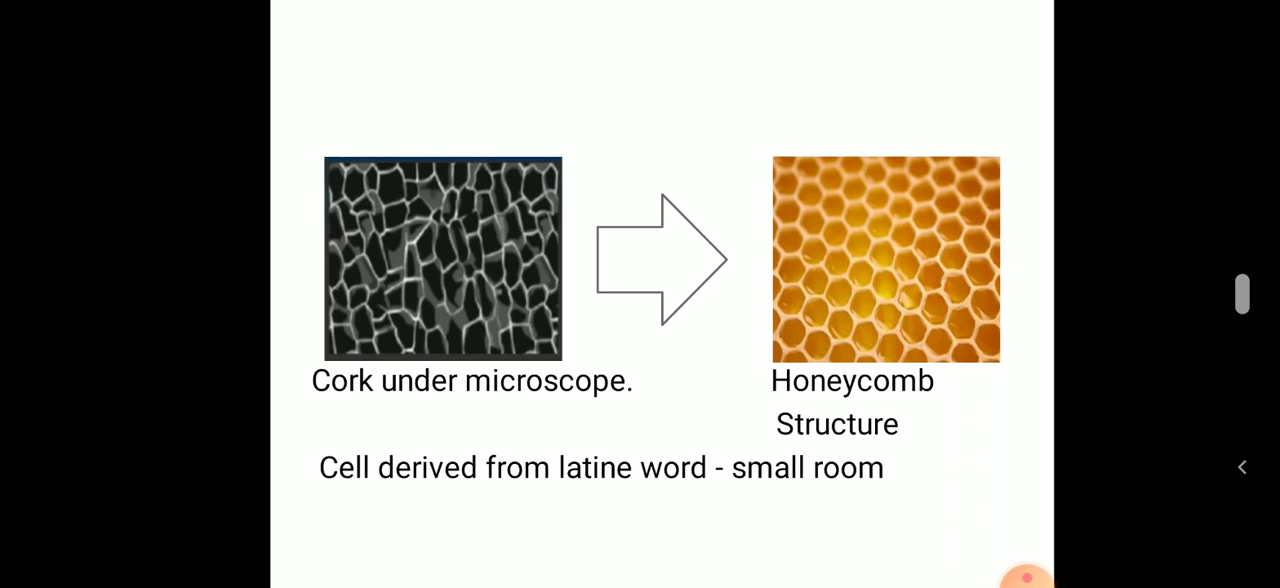 Cork under microscope.
Honeycomb
Structure
Cell derived from latine word - small room